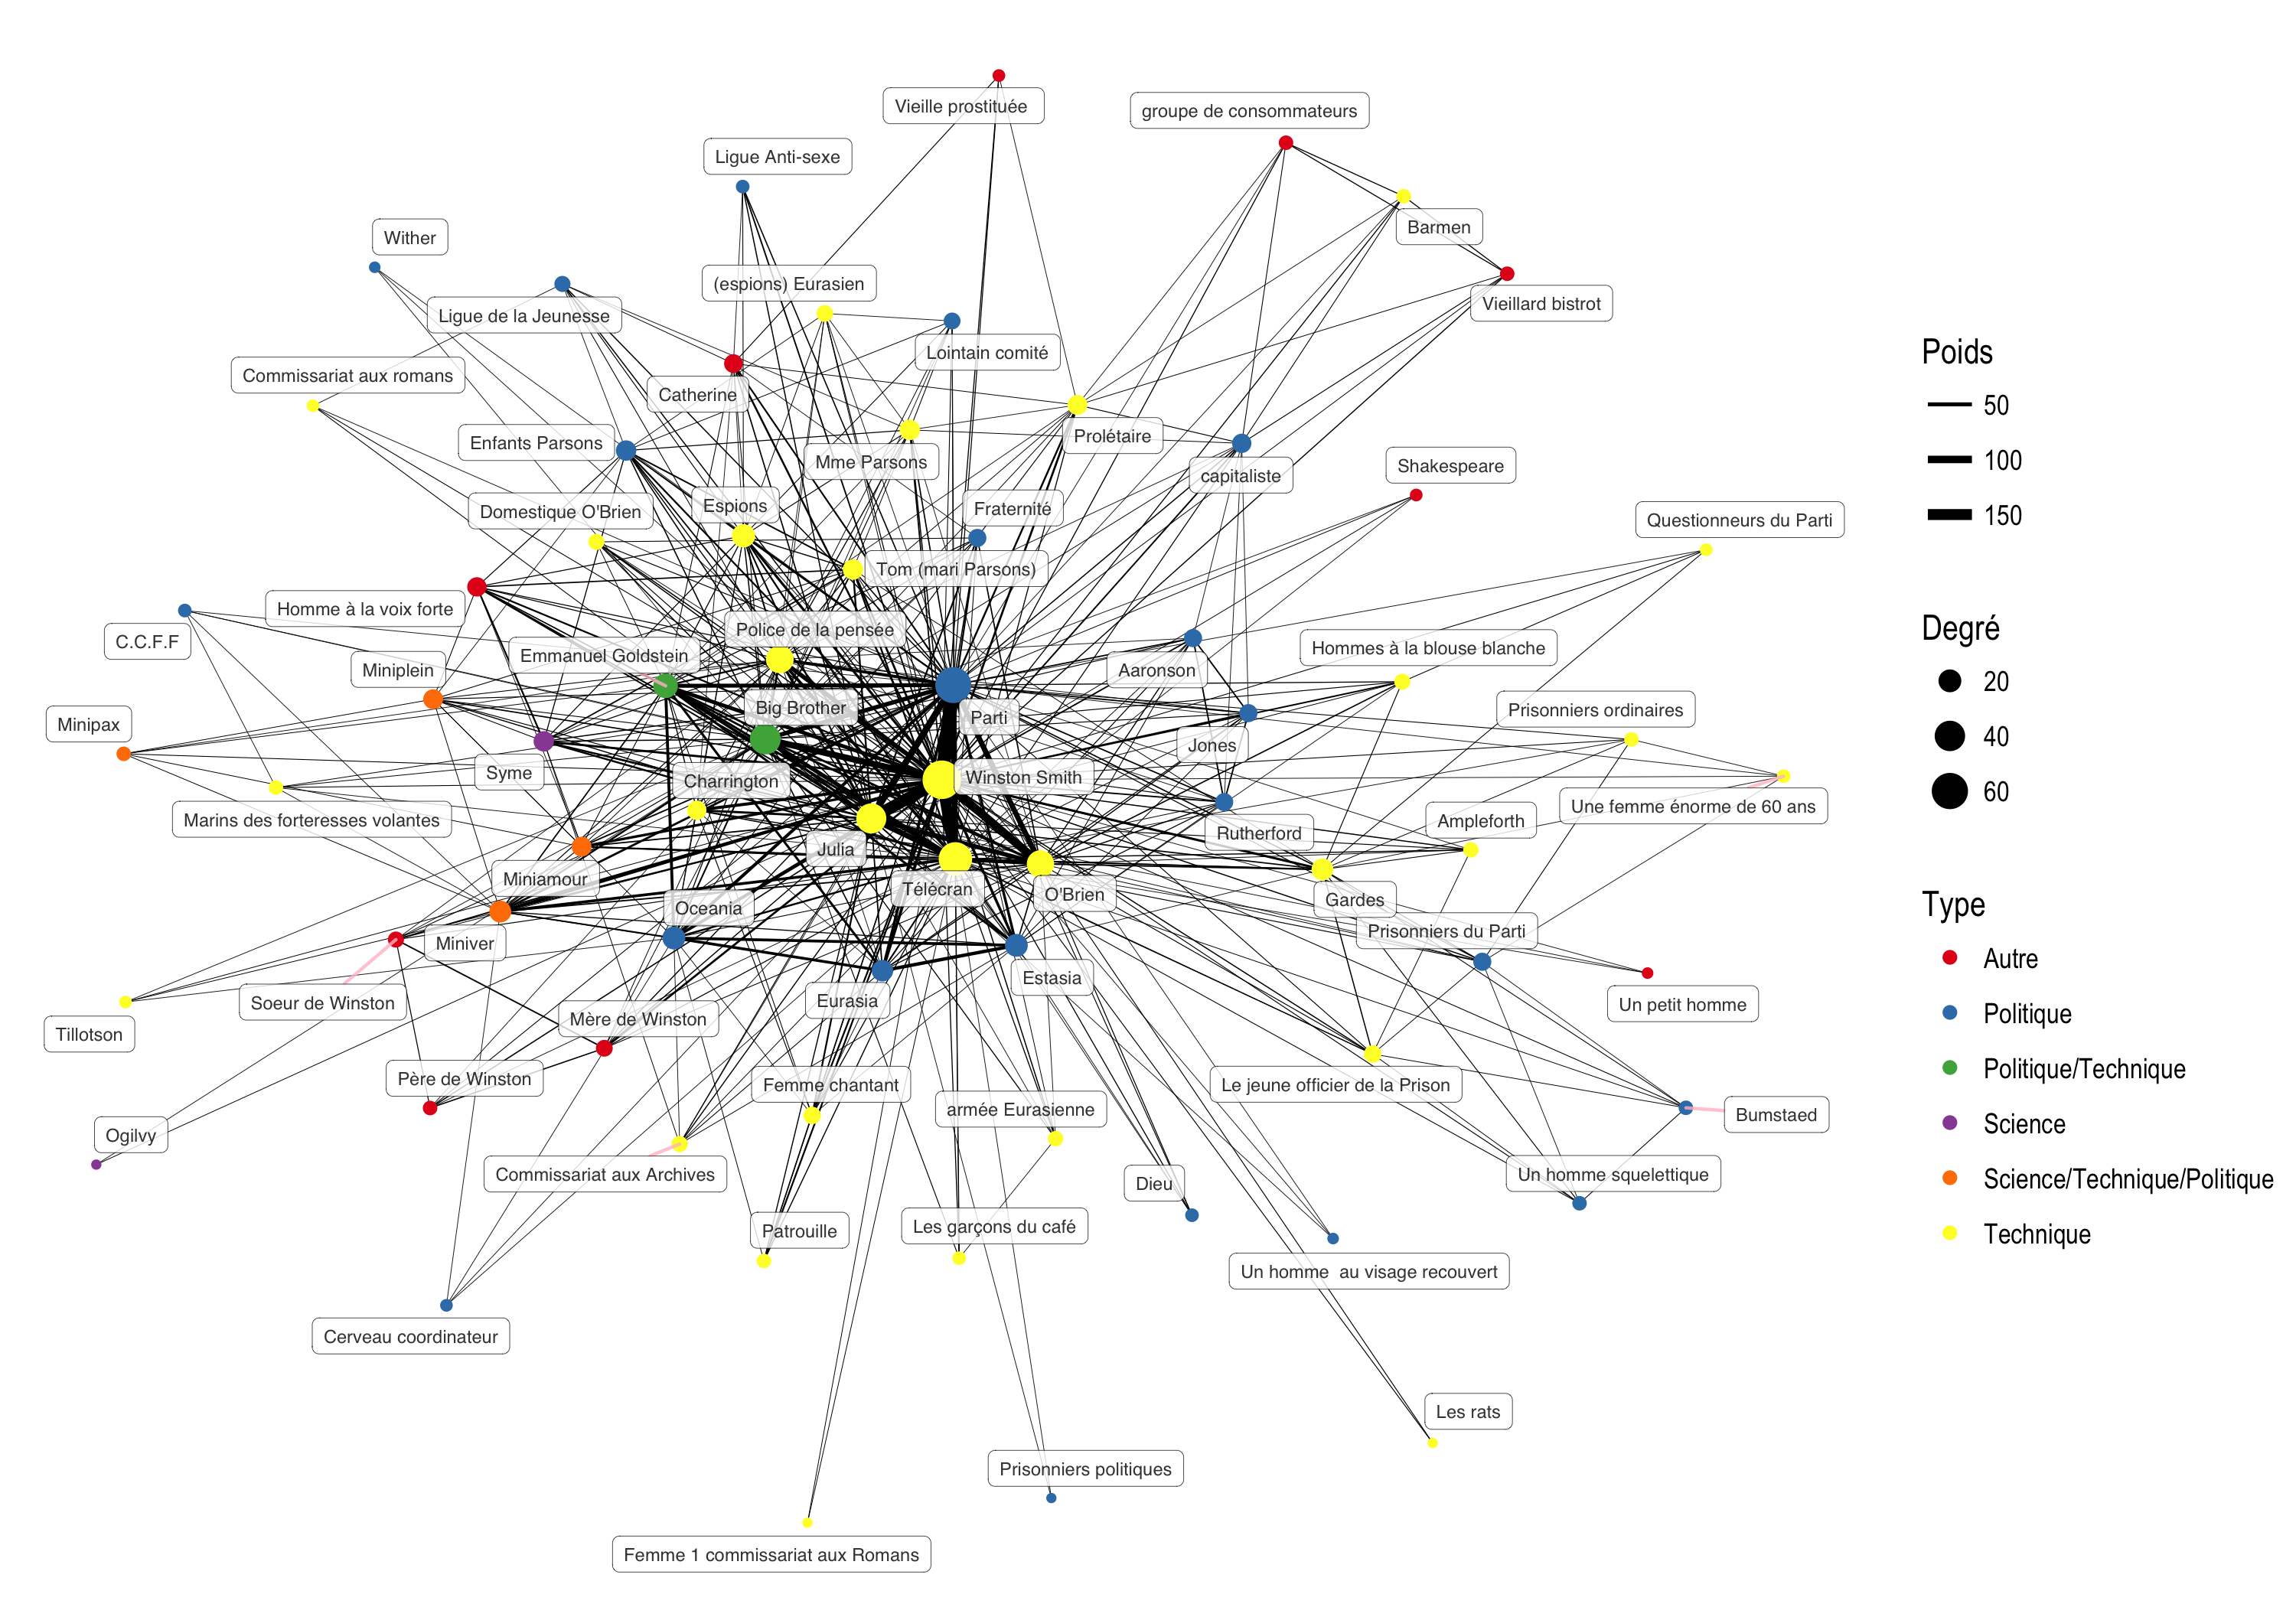 Vieille prostituée
groupe de consommateurs
Ligue Anti-sexe
Barmen
Wither
(espions) Eurasien
Vieillard bistrot
Ligue de la Jeunesse
Lointain comité
Commissariat aux romans
Catherine
Prolétaire
Enfants Parsons
Mme Parsons
Shakespeare
capitaliste
Espions
Fraternité
Domestique O'Brien
Questionneurs du Parti
Tom (mari Parsons)
Homme à la voix forte
Police de la pensée
C.C.F.F
Emmanuel Goldstein
Hommes à la blouse blanche
Miniplein
Aaronson
Big Brother
Prisonniers ordinaires
Parti
Minipax
Jones
Syme
Charrington
Winston Smith
Une femme énorme de 60 ans
Marins des forteresses volantes
Ampleforth
Rutherford
Julia
Miniamour
Télécran
O'Brien
Gardes
Oceania
Prisonniers du Parti
Miniver
Estasia
Soeur de Winston
Eurasia
Un petit homme
Mère de Winston
Tillotson
Père de Winston
Femme chantant
Le jeune officier de la Prison
armée Eurasienne
Bumstaed
Ogilvy
Commissariat aux Archives
Un homme squelettique
Dieu
Les garçons du café
Patrouille
Un homme au visage recouvert
Cerveau coordinateur
Les rats
Prisonniers politiques
Femme 1 commissariat aux Romans
Poids
50
100
150
Degré
20
40
60
Type
Autre
Politique
Politique/Technique
Science
Science/Technique/Politique
Technique